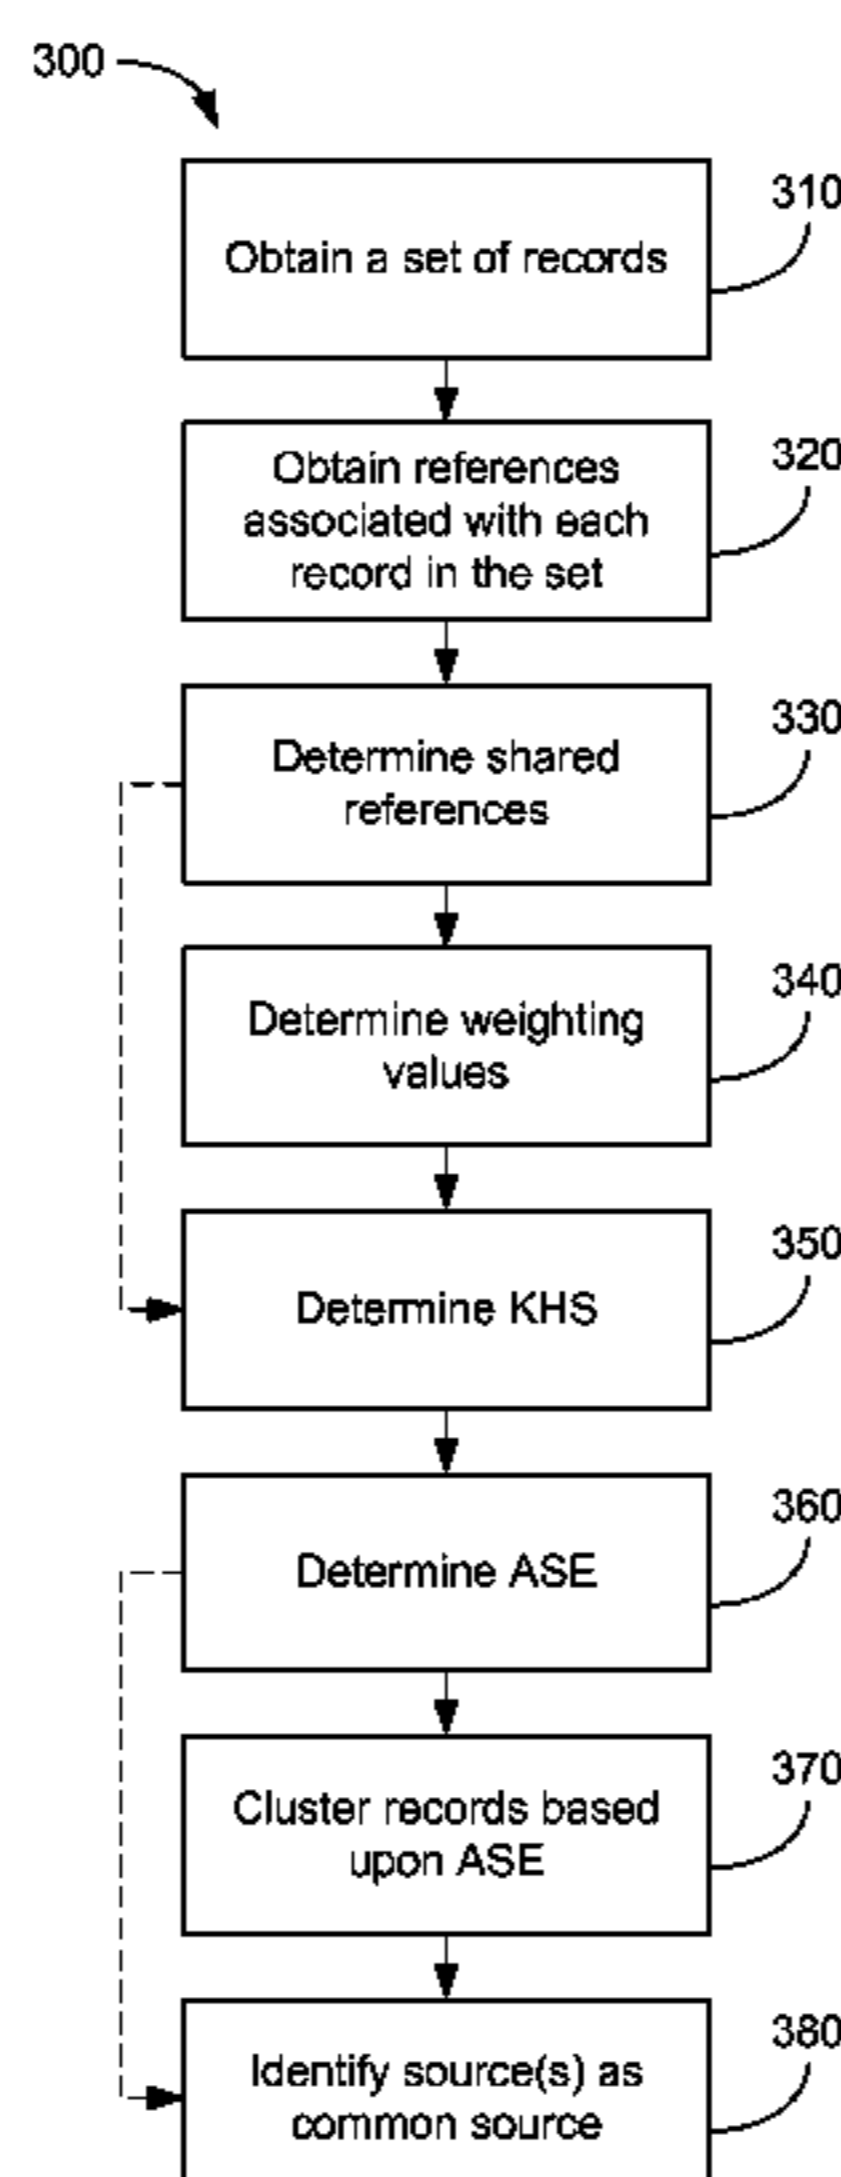 300
310
Obtain a set of records
320
Obtain references
associated with each
record in the set
330
Determine shared
references
340
Determine weighting
values
350
Determine KHS
360
Determine ASE
370
Cluster records based
upon ASE
380
Identify source(s) as
common source